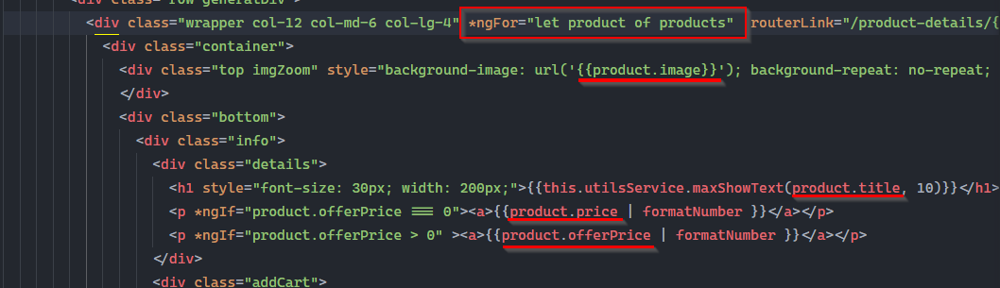 <div class="row generalDiv">
<div class="wrapper col-12 col-md-6 col-lg-4" *ngFor="let product of products" routerLink="/product-details/{
<div class="container">
<div class="top imgZoom" style="background-image: url('{{product.image}}'); background-repeat: no-repeat;
</div>
<div class="bottom">
<div class="info">
<div class="details">
<h1 style="font-size: 30px; width: 200px;">{{this.utilsService.maxShowText(product.title, 10)}}</h1>
<p *ngIf="product.offerPrice === 0"><a>{{product.price | formatNumber }}</a></p>
<p *ngIf="product.offerPrice > 0" ><a>{{product.offerPrice | formatNumber }}</a></p>
</div>
<div class="addCart">